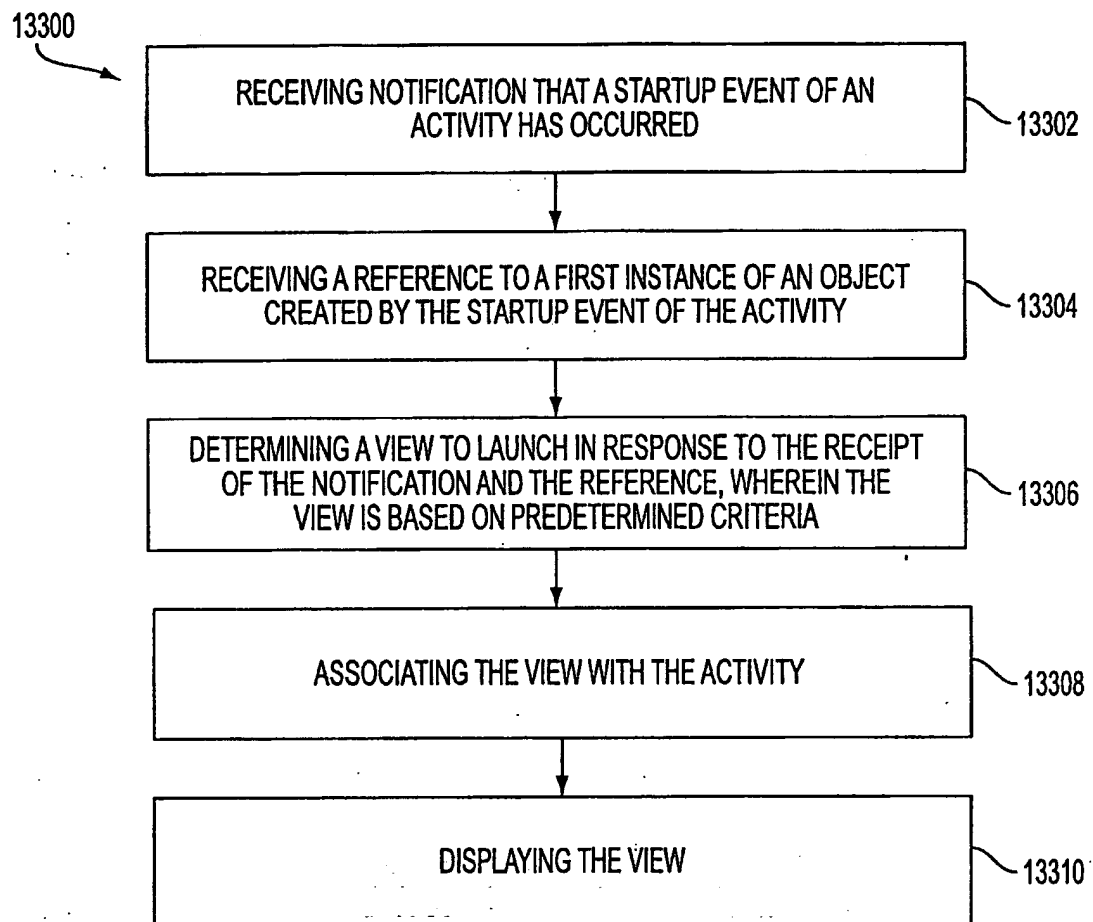 13300
RECEIVING NOTIFICATION THAT A STARTUP EVENT OF AN
ACTIVITY HAS OCCURRED
13302
RECEIVING A REFERENCE TO A FIRST INSTANCE OF AN OBJECT
CREATED BY THE STARTUP EVENT OF THE ACTIVITY
13304
DETERMINING A VIEW TO LAUNCH IN RESPONSE TO THE RECEIPT
OF THE NOTIFICATION AND THE REFERENCE, WHEREIN THE
VIEW IS BASED ON PREDETERMINED CRITERIA
13306
ASSOCIATING THE VIEW WITH THE ACTIVITY
13308
DISPLAYING THE VIEW
13310